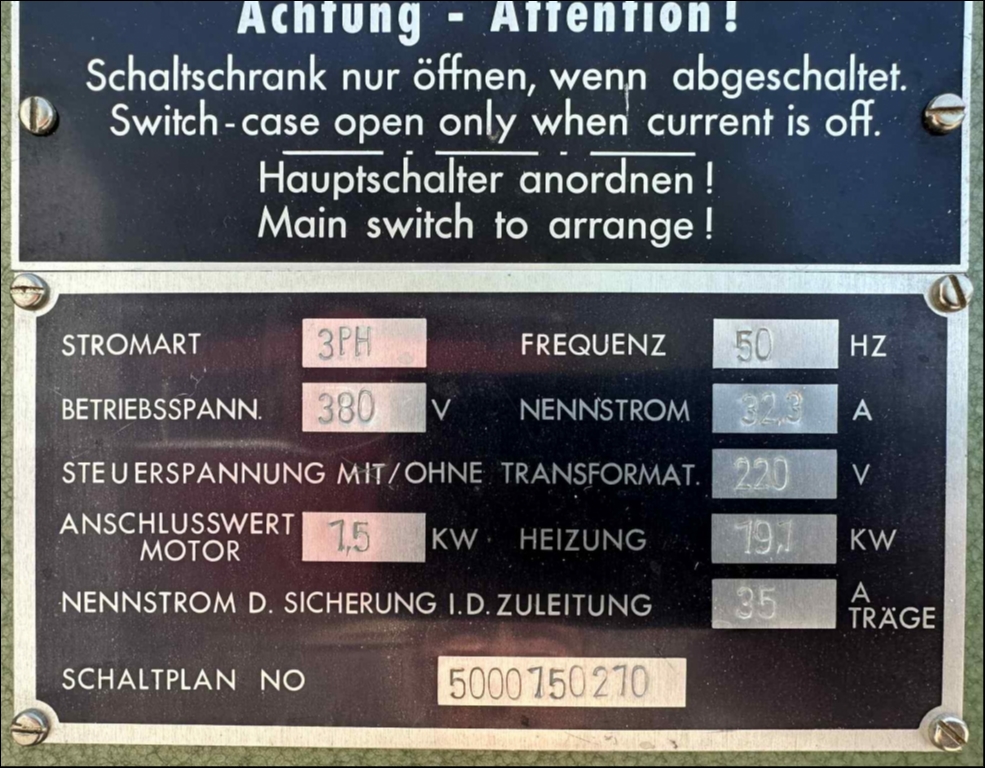 Achtung - Attention!
Schaltschrank nur öffnen, wenn abgeschaltet.
Switch-case open only when current is off.
Hauptschalter anordnen!
Main switch to arrange!
STROMART 3PH FREQUENZ 50 HZ
BETRIEBSSPANN. 380 V NENNSTROM 32,3 A
STEUERSPANNUNG MIT/OHNE TRANSFORMAT. 220 V
ANSCHLUSSWERT MOTOR 1,5 KW HEIZUNG 19,1 KW
NENNSTROM D. SICHERUNG I.D. ZULEITUNG 35 A TRÄGE
SCHALTPLAN NO 5000150210